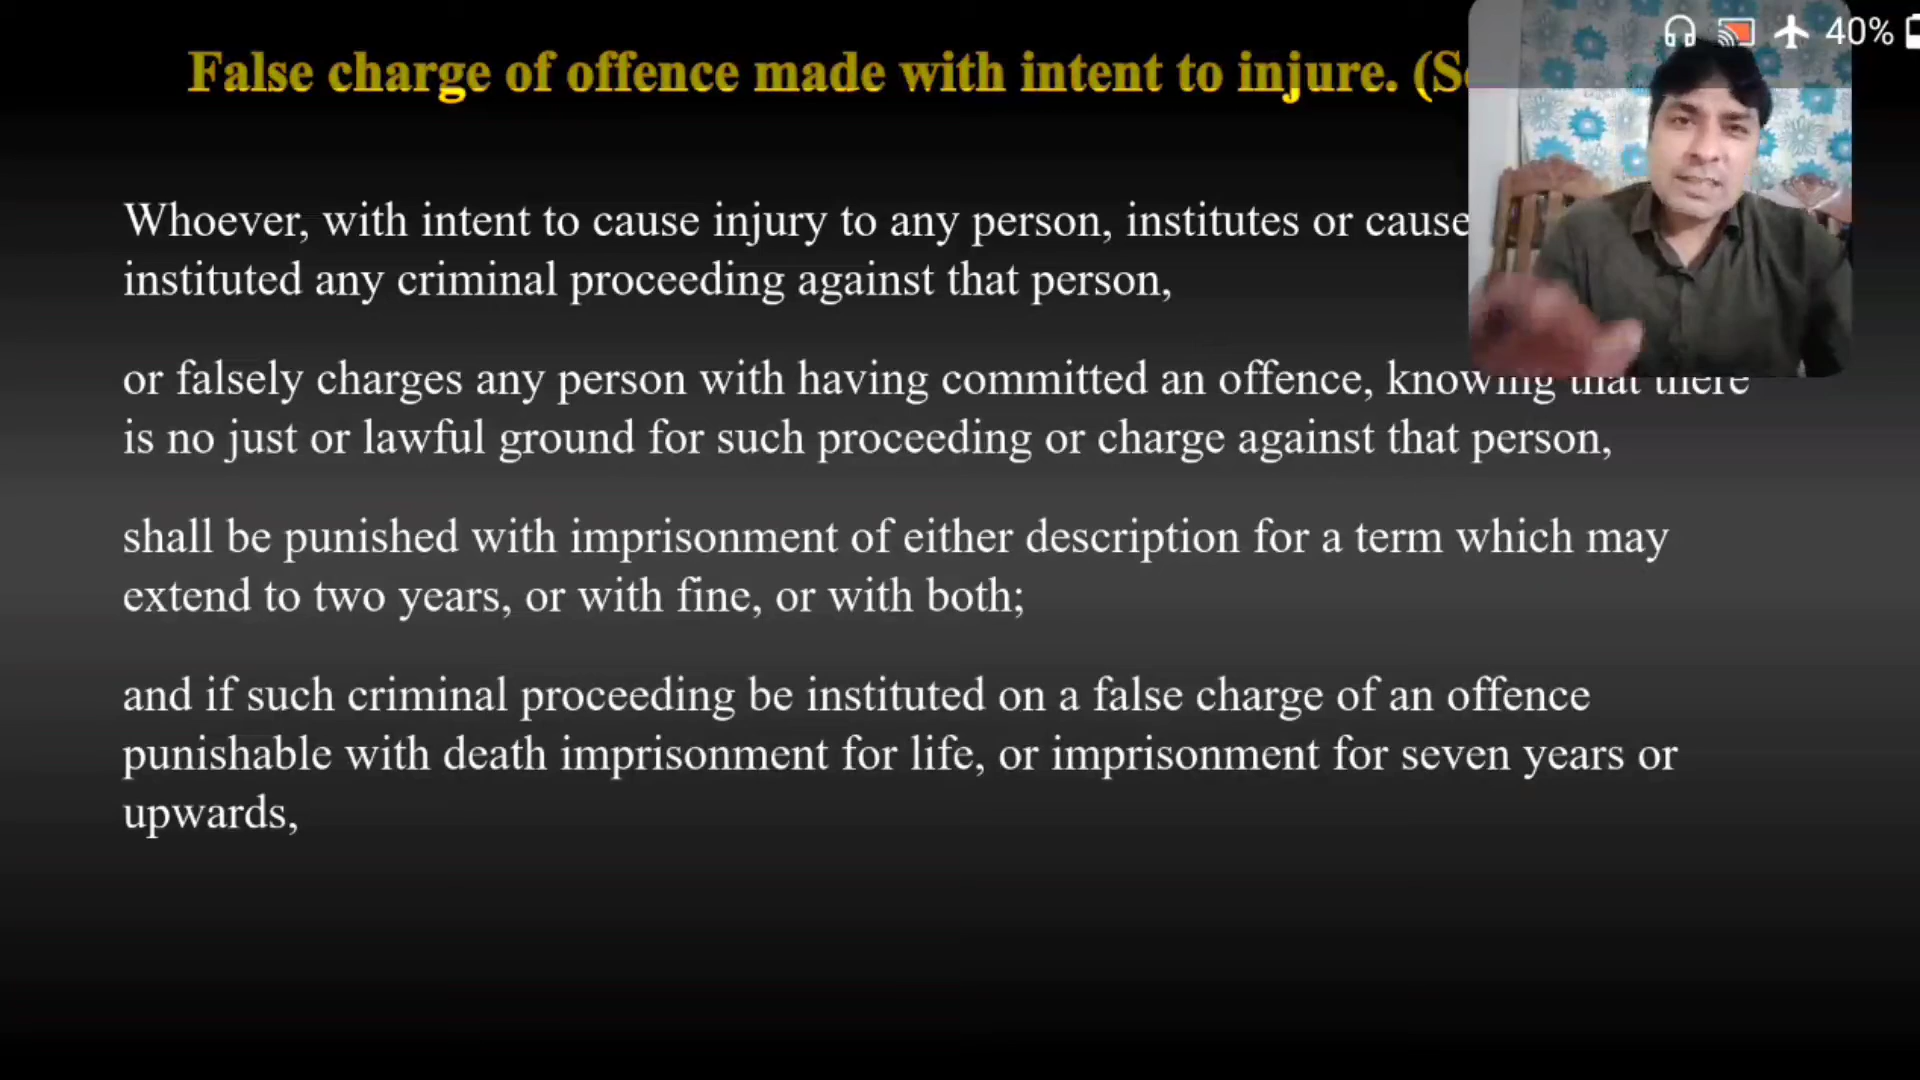 40%
False charge of offence made with intent to injure.
Whoever, with intent to cause injury to any person, institutes or cause
instituted any criminal proceeding against that person,
or falsely charges any person with having committed an offence, knowing that there
is no just or lawful ground for such proceeding or charge against that person,
shall be punished with imprisonment of either description for a term which may
extend to two years, or with fine, or with both;
and if such criminal proceeding be instituted on a false charge of an offence
punishable with death imprisonment for life, or imprisonment for seven years or
upwards,